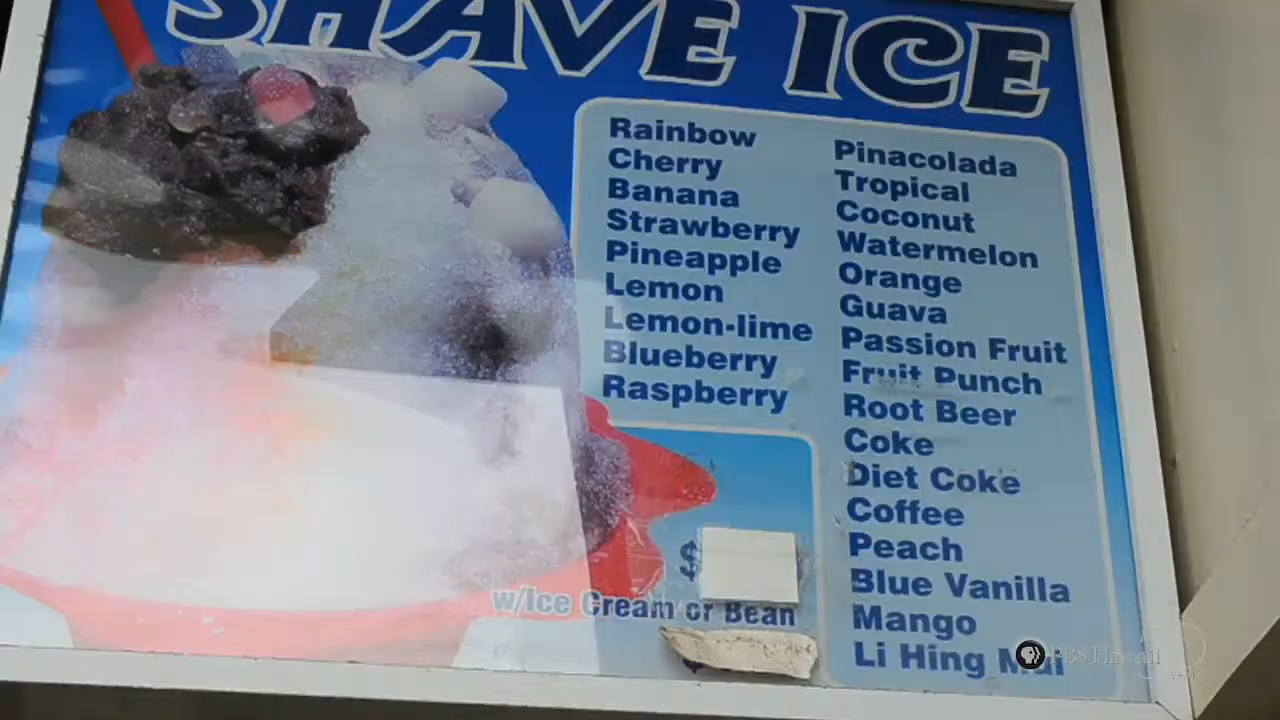 SHAVE ICE
Rainbow
Cherry
Banana
Strawberry
Pineapple
Lemon
Lemon-lime
Blueberry
Raspberry
Pinacolada
Tropical
Coconut
Watermelon
Orange
Guava
Passion Fruit
Fruit Punch
Root Beer
Coke
Diet Coke
Coffee
Peach
Blue Vanilla
Mango
Li Hing Mui
$
w/Ice Cream or Bean
PBS Hawaii